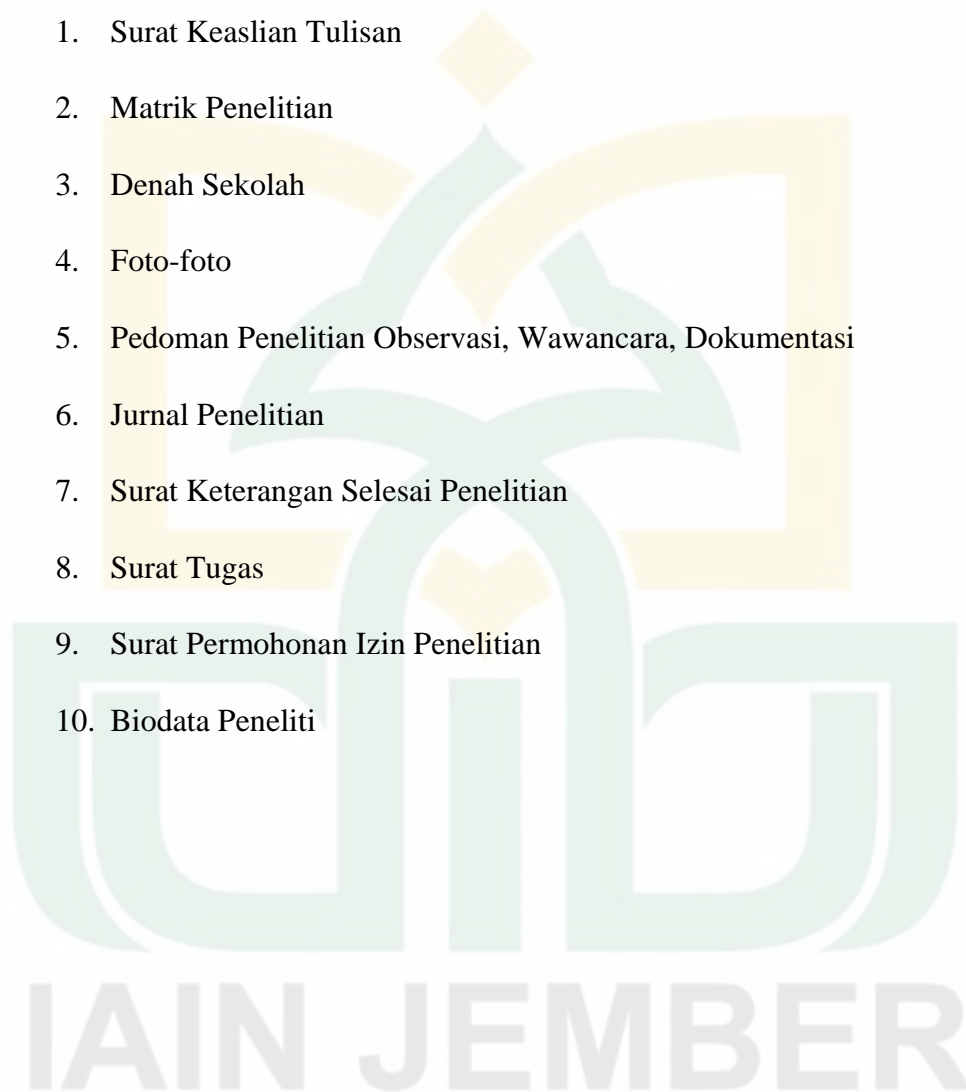 1. Surat Keaslian Tulisan
2. Matrik Penelitian
3. Denah Sekolah
4. Foto-foto
5. Pedoman Penelitian Observasi, Wawancara, Dokumentasi
6. Jurnal Penelitian
7. Surat Keterangan Selesai Penelitian
8. Surat Tugas
9. Surat Permohonan Izin Penelitian
10. Biodata Peneliti
IAIN JEMBER